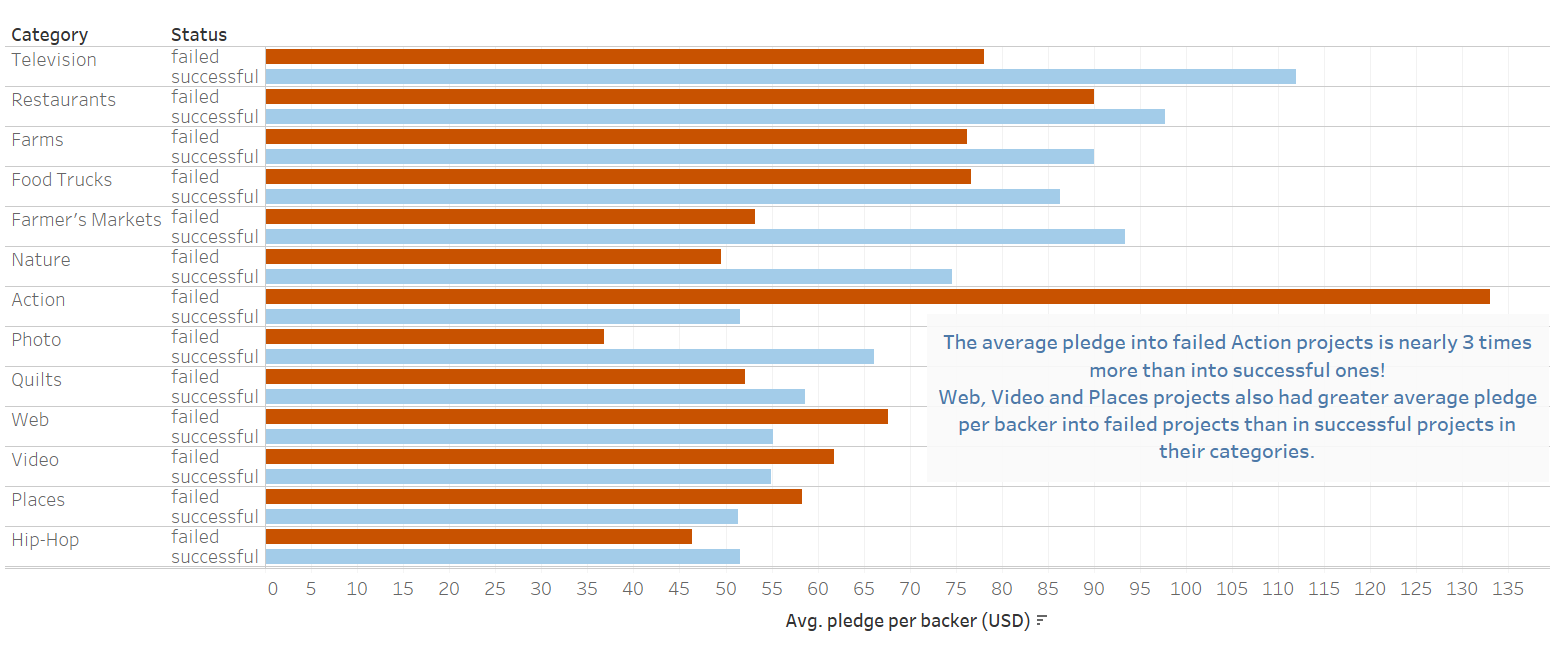 Category Status
Television failed
successful
Restaurants failed
successful
Farms failed
successful
Food Trucks failed
successful
Farmer's Markets failed
successful
Nature failed
successful
Action failed
successful
Photo failed
successful
Quilts failed
successful
Web failed
successful
Video failed
successful
Places failed
successful
Hip-Hop failed
successful
The average pledge into failed Action projects is nearly 3 times
more than into successful ones!
Web, Video and Places projects also had greater average pledge
per backer into failed projects than in successful projects in
their categories.
0 5 10 15 20 25 30 35 40 45 50 55 60 65 70 75 80 85 90 95 100 105 110 115 120 125 130 135
Avg. pledge per backer (USD)